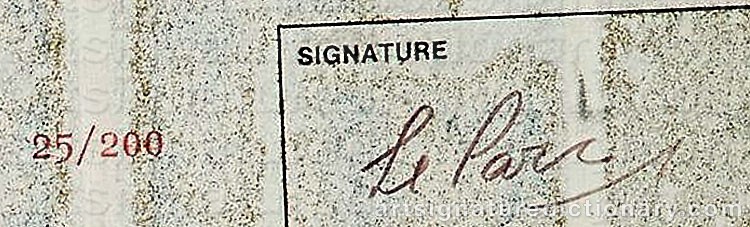 SIGNATURE
25/200
Le Parc
artsignaturedictionary.com